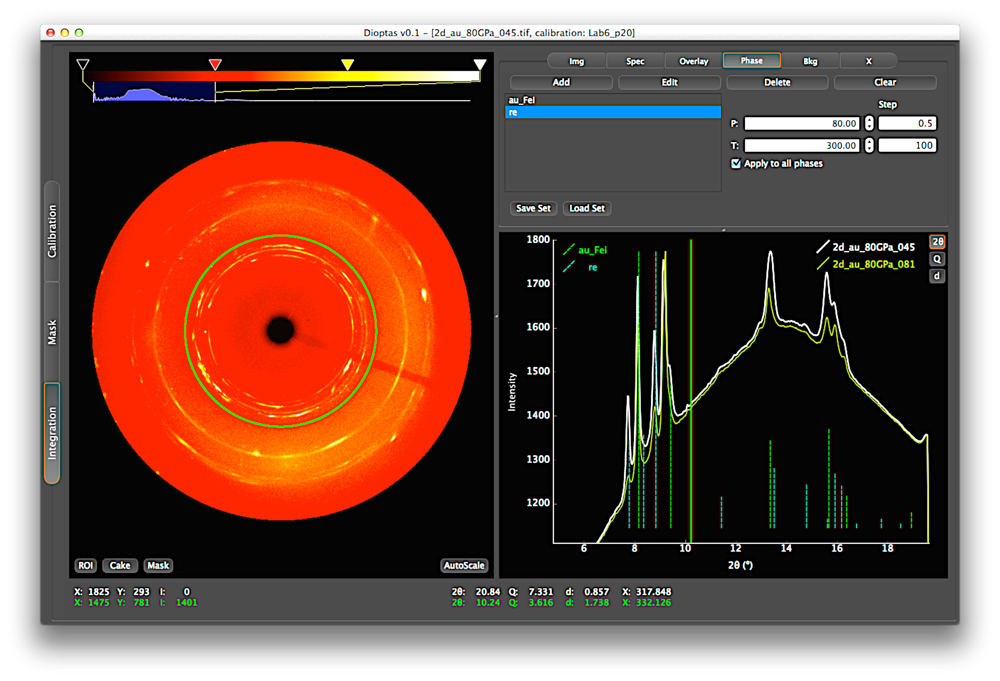 Dioptas v0.1 – [2d_au_80GPa_045.tif, calibration: Lab6_p20]
Calibration
Mask
Integration
Img Spec Overlay Phase Bkg X
Add Edit Delete Clear
au_Fei
re
Step
P: 80.00 0.5
T: 300.00 100
Apply to all phases
Save Set Load Set
au_Fei
re
2d_au_80GPa_045
2d_au_80GPa_081
2θ
Q
d
1800
1700
1600
1500
1400
1300
1200
Intensity
6 8 10 12 14 16 18
2θ (°)
ROI Cake Mask AutoScale
X: 1825 Y: 293 I: 0 2θ: 20.84 Q: 7.331 d: 0.857 X: 317.848
X: 1475 Y: 781 I: 1401 2θ: 10.24 Q: 3.616 d: 1.738 X: 332.126